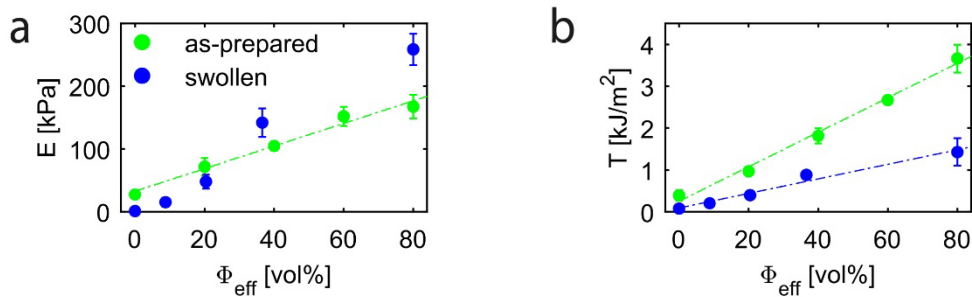 a
300
200
100
0
E [kPa]
as-prepared
swollen
0 20 40 60 80
Φeff [vol%]
b
4
3
2
1
0
T [kJ/m²]
0 20 40 60 80
Φeff [vol%]